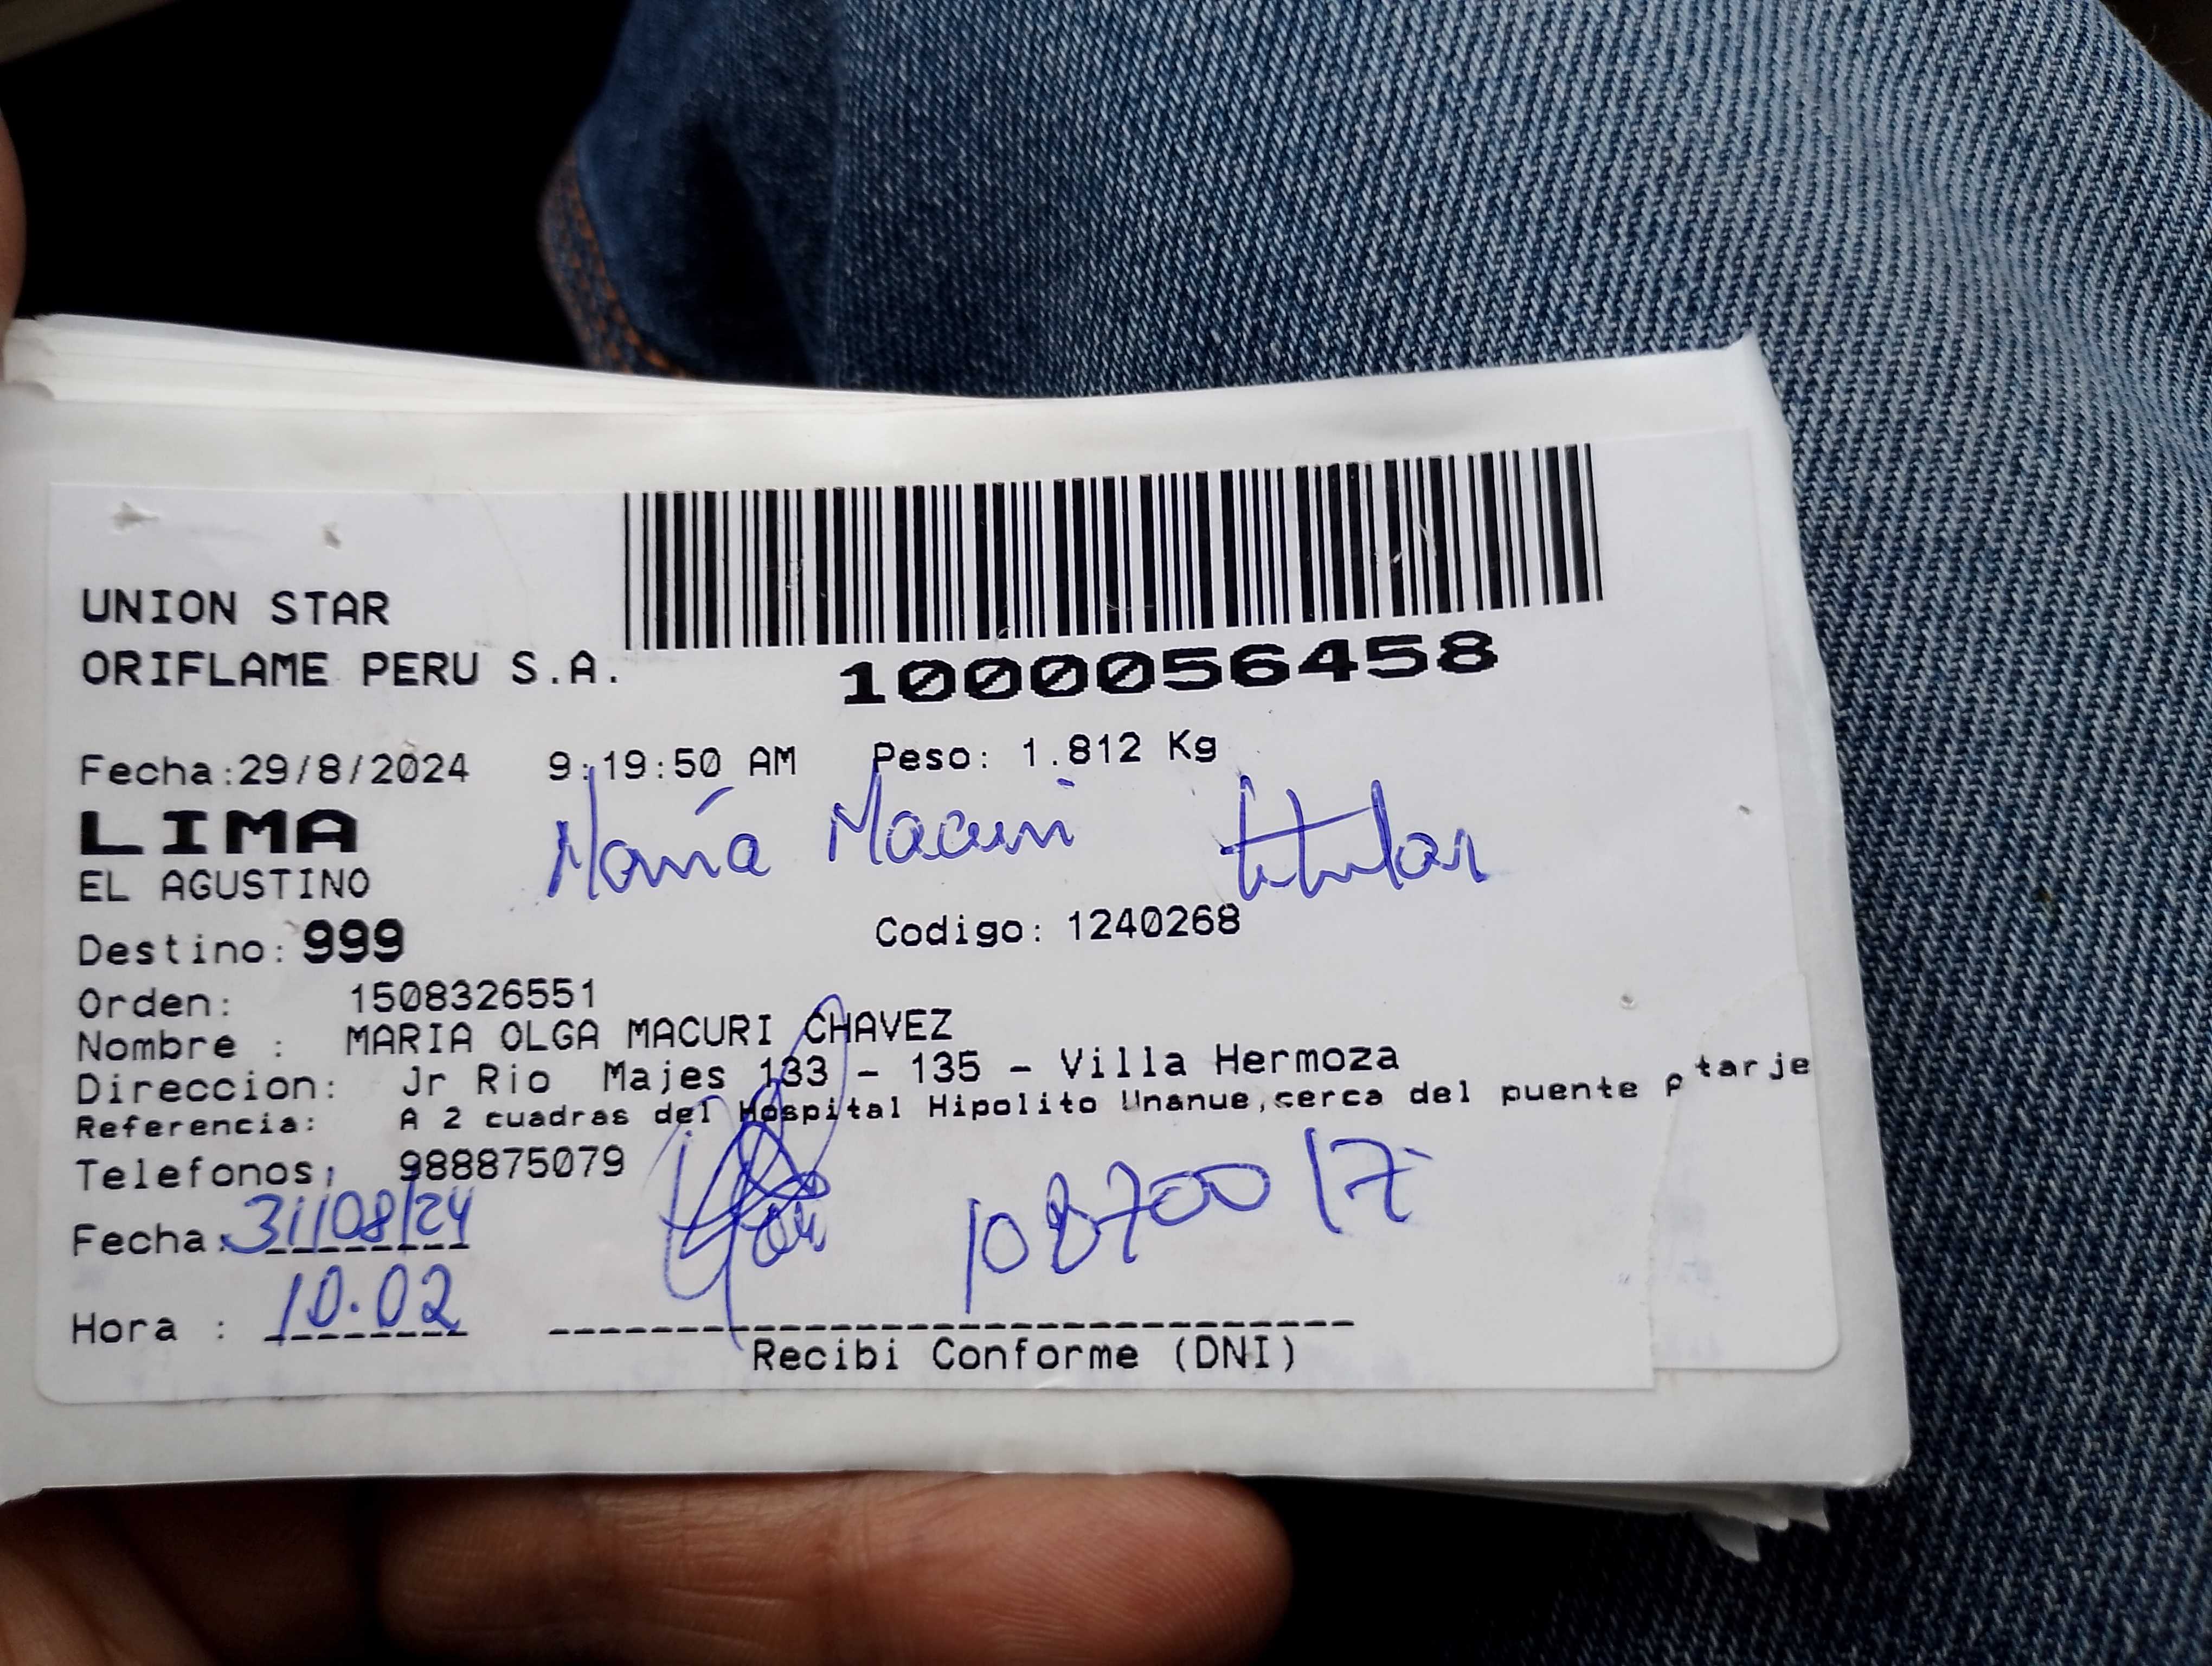 UNION STAR
ORIFLAME PERU S.A.
1000056458
Fecha:29/8/2024 9:19:50 AM Peso: 1.812 Kg
LIMA
María Macuri titular
EL AGUSTINO
Destino: 999 Codigo: 1240268
Orden: 1508326551
Nombre : MARIA OLGA MACURI CHAVEZ
Direccion: Jr Rio Majes 133 - 135 - Villa Hermoza
Referencia: A 2 cuadras del Hospital Hipolito Unanue,cerca del puente
Telefonos: 988875079
Fecha: 31/08/24 10870017
Hora : 10.02
Recibi Conforme (DNI)